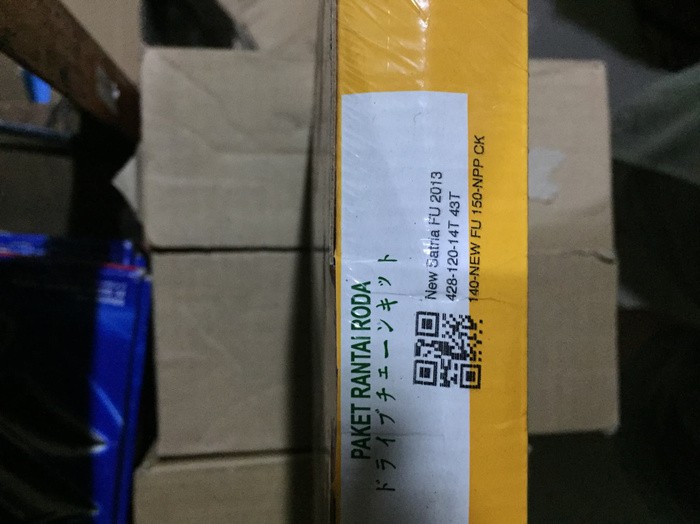 PAKET RANTAi RODA
ドライブチェーンキット
New Satria FU 2013
428-120-14T 43T
140-NEW FU 150-NPP CK